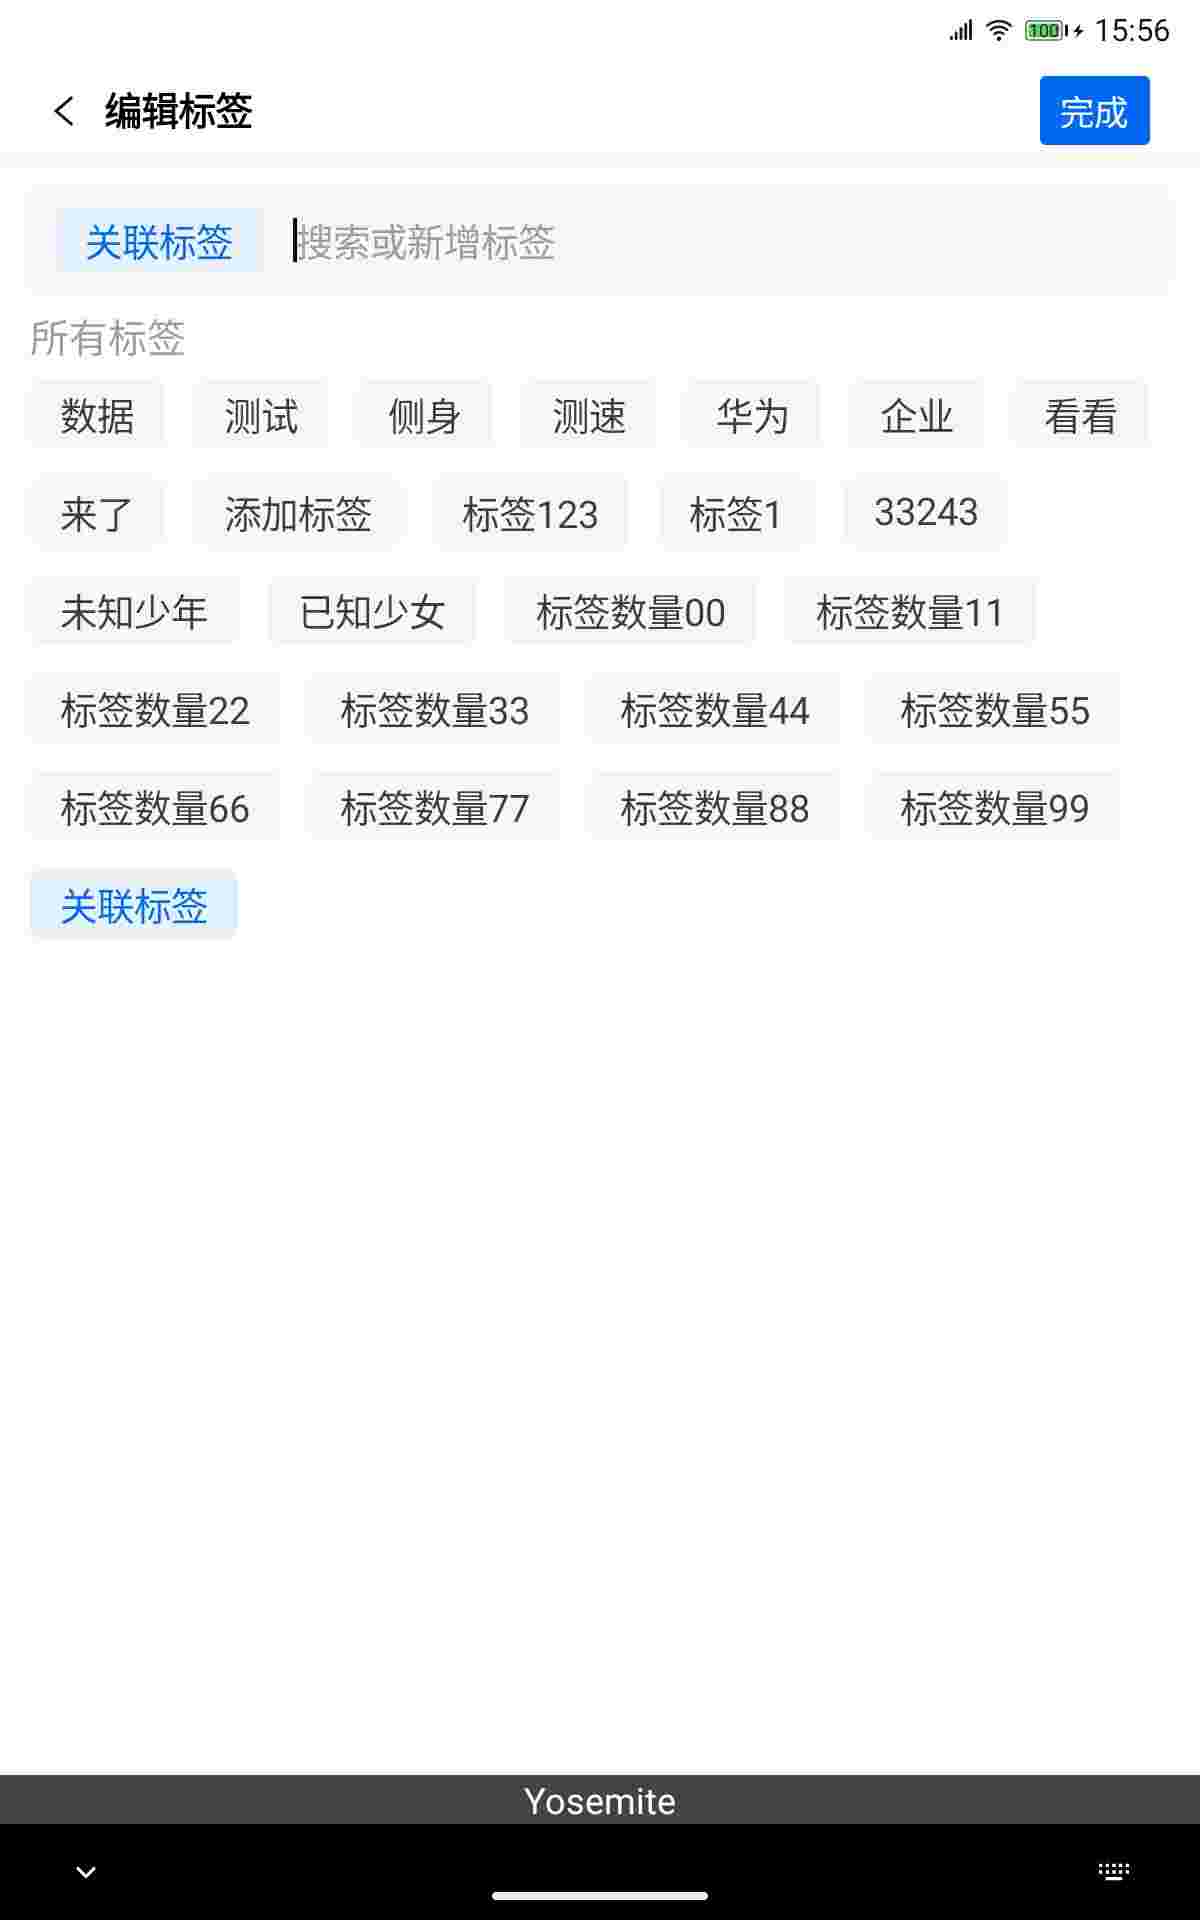 100 15:56
编辑标签 完成
关联标签 搜索或新增标签
所有标签
数据 测试 侧身 测速 华为 企业 看看
来了 添加标签 标签123 标签1 33243
未知少年 已知少女 标签数量00 标签数量11
标签数量22 标签数量33 标签数量44 标签数量55
标签数量66 标签数量77 标签数量88 标签数量99
关联标签
Yosemite